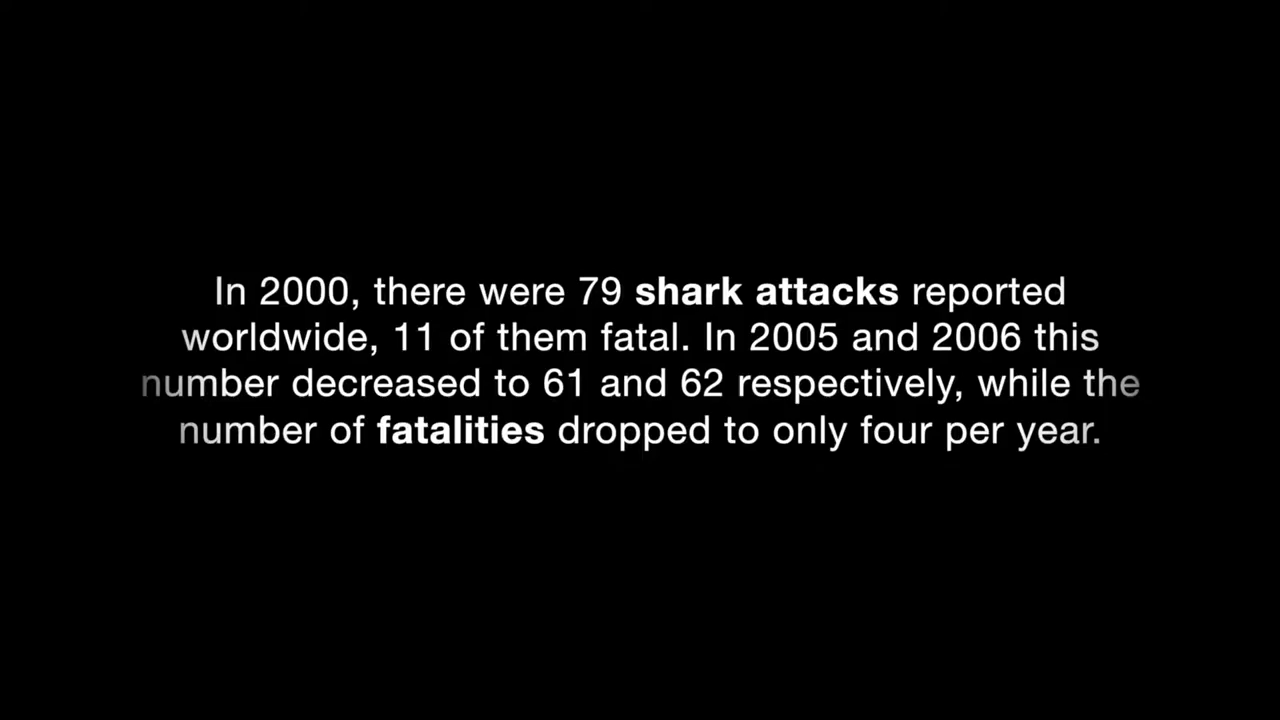 In 2000, there were 79 shark attacks reported
worldwide, 11 of them fatal. In 2005 and 2006 this
number decreased to 61 and 62 respectively, while the
number of fatalities dropped to only four per year.